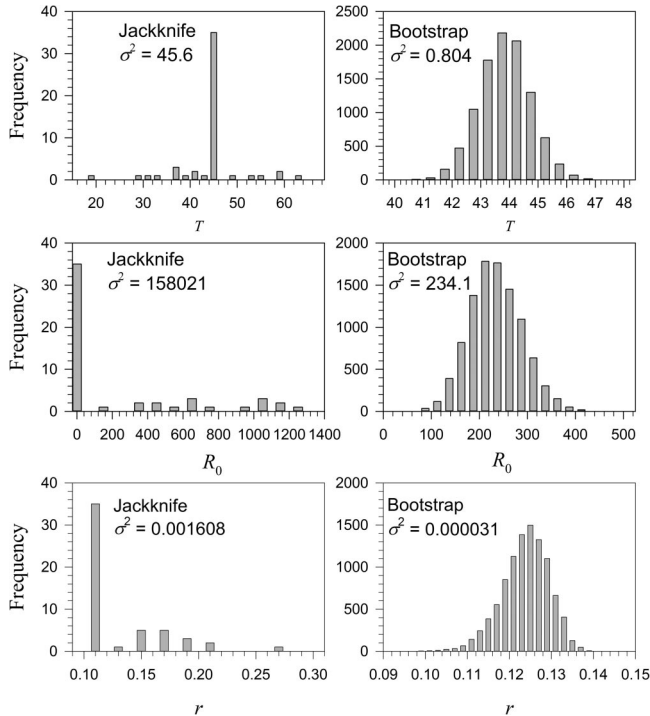 Jackknife
σ² = 45.6
Frequency
40
30
20
10
0
20 30 40 50 60
T
Bootstrap
σ² = 0.804
2500
2000
1500
1000
500
0
40 41 42 43 44 45 46 47 48
T
Jackknife
σ² = 158021
Frequency
40
30
20
10
0
0 200 400 600 800 1000 1200 1400
R₀
Bootstrap
σ² = 234.1
2000
1500
1000
500
0
0 100 200 300 400 500
R₀
Jackknife
σ² = 0.001608
Frequency
40
30
20
10
0
0.10 0.15 0.20 0.25 0.30
r
Bootstrap
σ² = 0.000031
2000
1500
1000
500
0
0.09 0.10 0.11 0.12 0.13 0.14 0.15
r